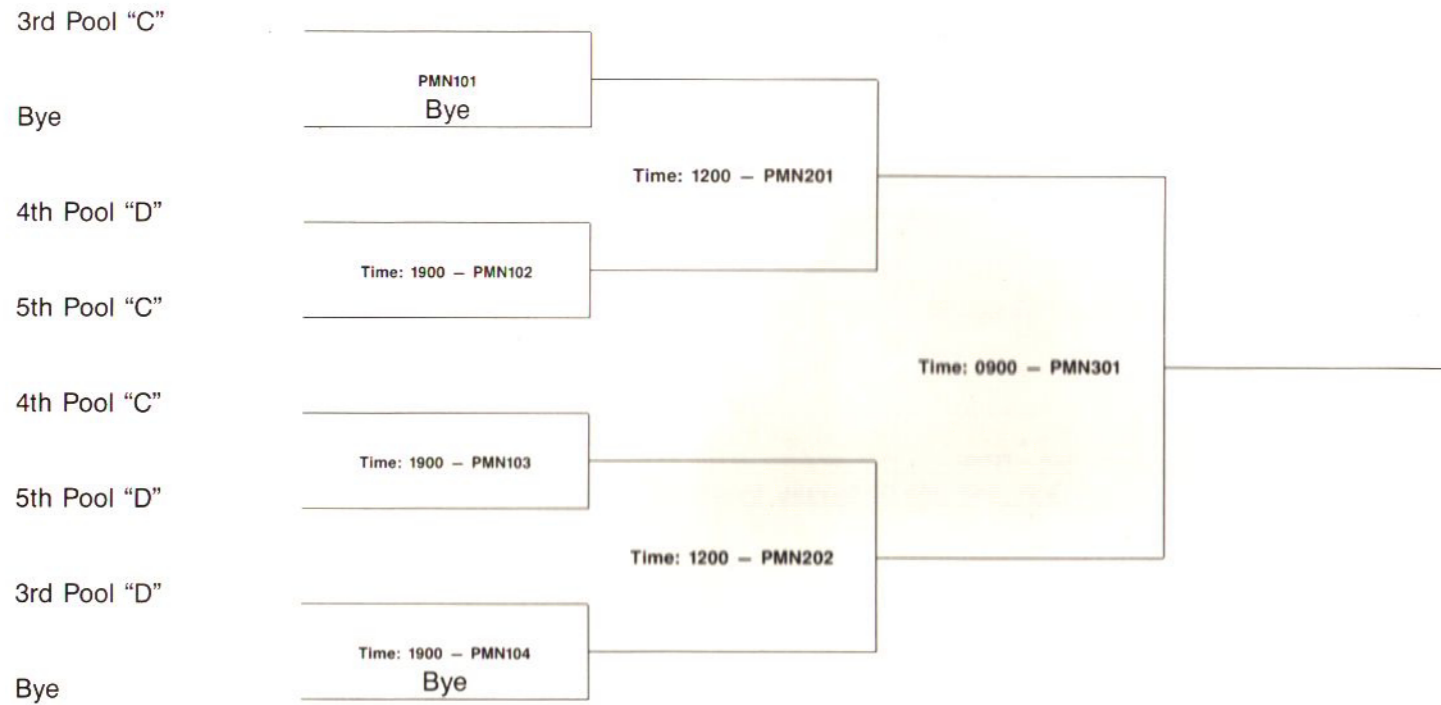 3rd Pool “C”
PMN101
Bye
Bye
Time: 1200 – PMN201
4th Pool “D”
Time: 1900 – PMN102
5th Pool “C”
Time: 0900 – PMN301
4th Pool “C”
Time: 1900 – PMN103
5th Pool “D”
Time: 1200 – PMN202
3rd Pool “D”
Time: 1900 – PMN104
Bye
Bye